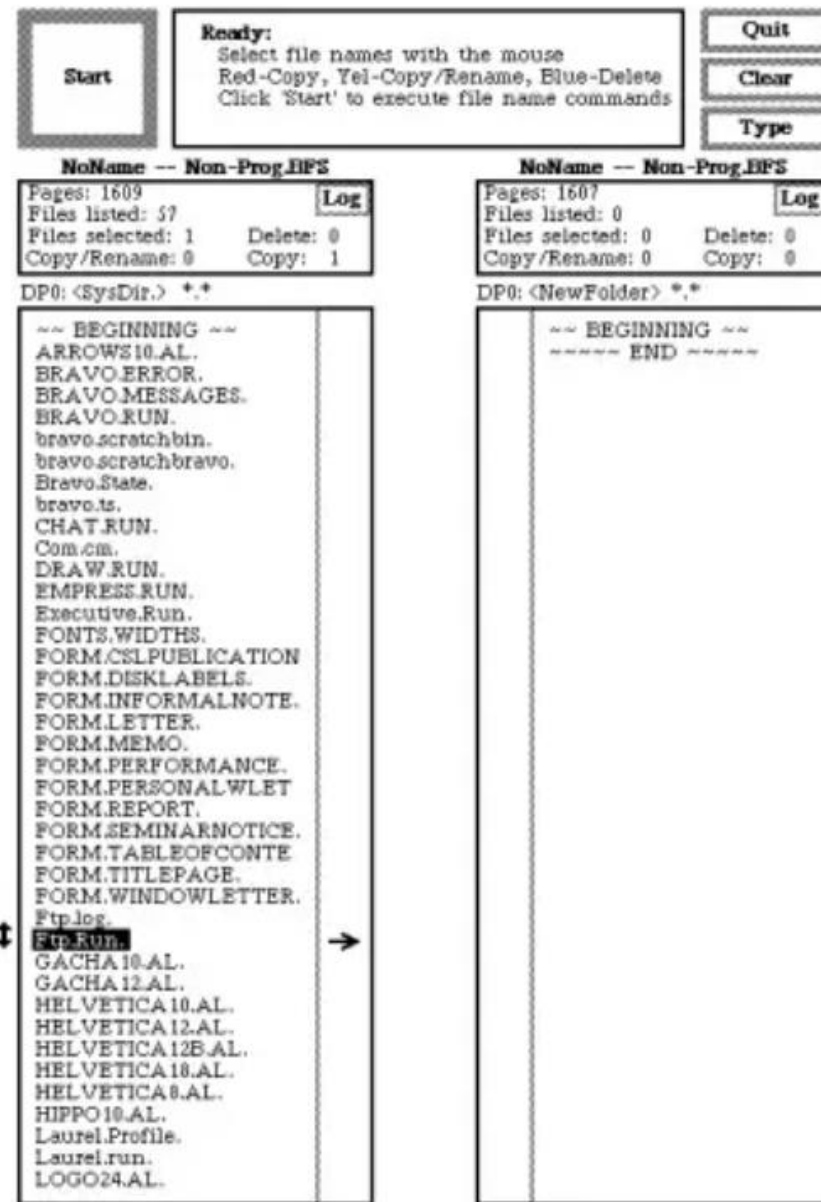 Start
Ready:
Select file names with the mouse
Red-Copy, Yel-Copy/Rename, Blue-Delete
Click 'Start' to execute file name commands
Quit
Clear
Type
NoName -- Non-Prog.BFS
Pages: 1609
Log
Files listed: 57
Files selected: 1 Delete: 0
Copy/Rename: 0 Copy: 1
DP0: <SysDir.> *.*
~~ BEGINNING ~~
ARROWS10.AL.
BRAVO.ERROR.
BRAVO.MESSAGES.
BRAVO.RUN.
bravo.scratchbin.
bravo.scratchbravo.
Bravo.State.
bravo.ts.
CHAT.RUN.
Com.cm.
DRAW.RUN.
EMPRESS.RUN.
Executive.Run.
FONTS.WIDTHS.
FORM.CSLPUBLICATION
FORM.DISKLABELS.
FORM.INFORMALNOTE.
FORM.LETTER.
FORM.MEMO.
FORM.PERFORMANCE.
FORM.PERSONALWLET
FORM.REPORT.
FORM.SEMINARNOTICE.
FORM.TABLEOFCONTE
FORM.TITLEPAGE.
FORM.WINDOWLETTER.
Ftp.log.
Ftp.Run.
GACHA10.AL.
GACHA12.AL.
HELVETICA10.AL.
HELVETICA12.AL.
HELVETICA12B.AL.
HELVETICA18.AL.
HELVETICA8.AL.
HIPPO10.AL.
Laurel.Profile.
Laurel.run.
LOGO24.AL.
NoName -- Non-Prog.BFS
Pages: 1607
Log
Files listed: 0
Files selected: 0 Delete: 0
Copy/Rename: 0 Copy: 0
DP0: <NewFolder> *.*
~~ BEGINNING ~~
~~~~~ END ~~~~~